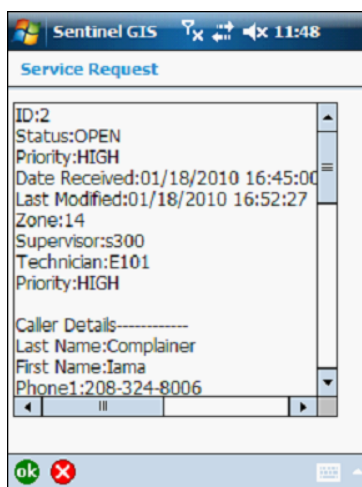 Sentinel GIS 11:48
Service Request
ID:2
Status:OPEN
Priority:HIGH
Date Received:01/18/2010 16:45:00
Last Modified:01/18/2010 16:52:27
Zone:14
Supervisor:s300
Technician:E101
Priority:HIGH
Caller Details------------
Last Name:Complainer
First Name:Iama
Phone1:208-324-8006
ok